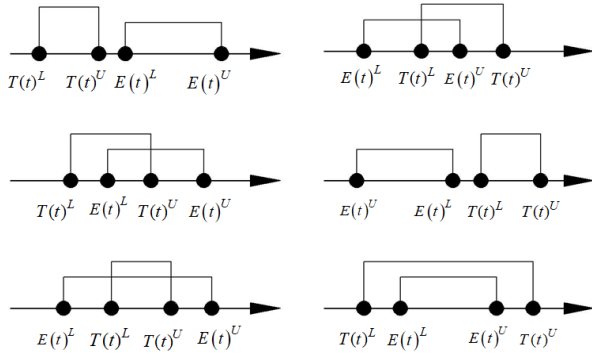 T(t)^L T(t)^U E(t)^L E(t)^U
E(t)^L T(t)^L E(t)^U T(t)^U
T(t)^L E(t)^L T(t)^U E(t)^U
E(t)^U E(t)^L T(t)^L T(t)^U
E(t)^L T(t)^L T(t)^U E(t)^U
T(t)^L E(t)^L E(t)^U T(t)^U